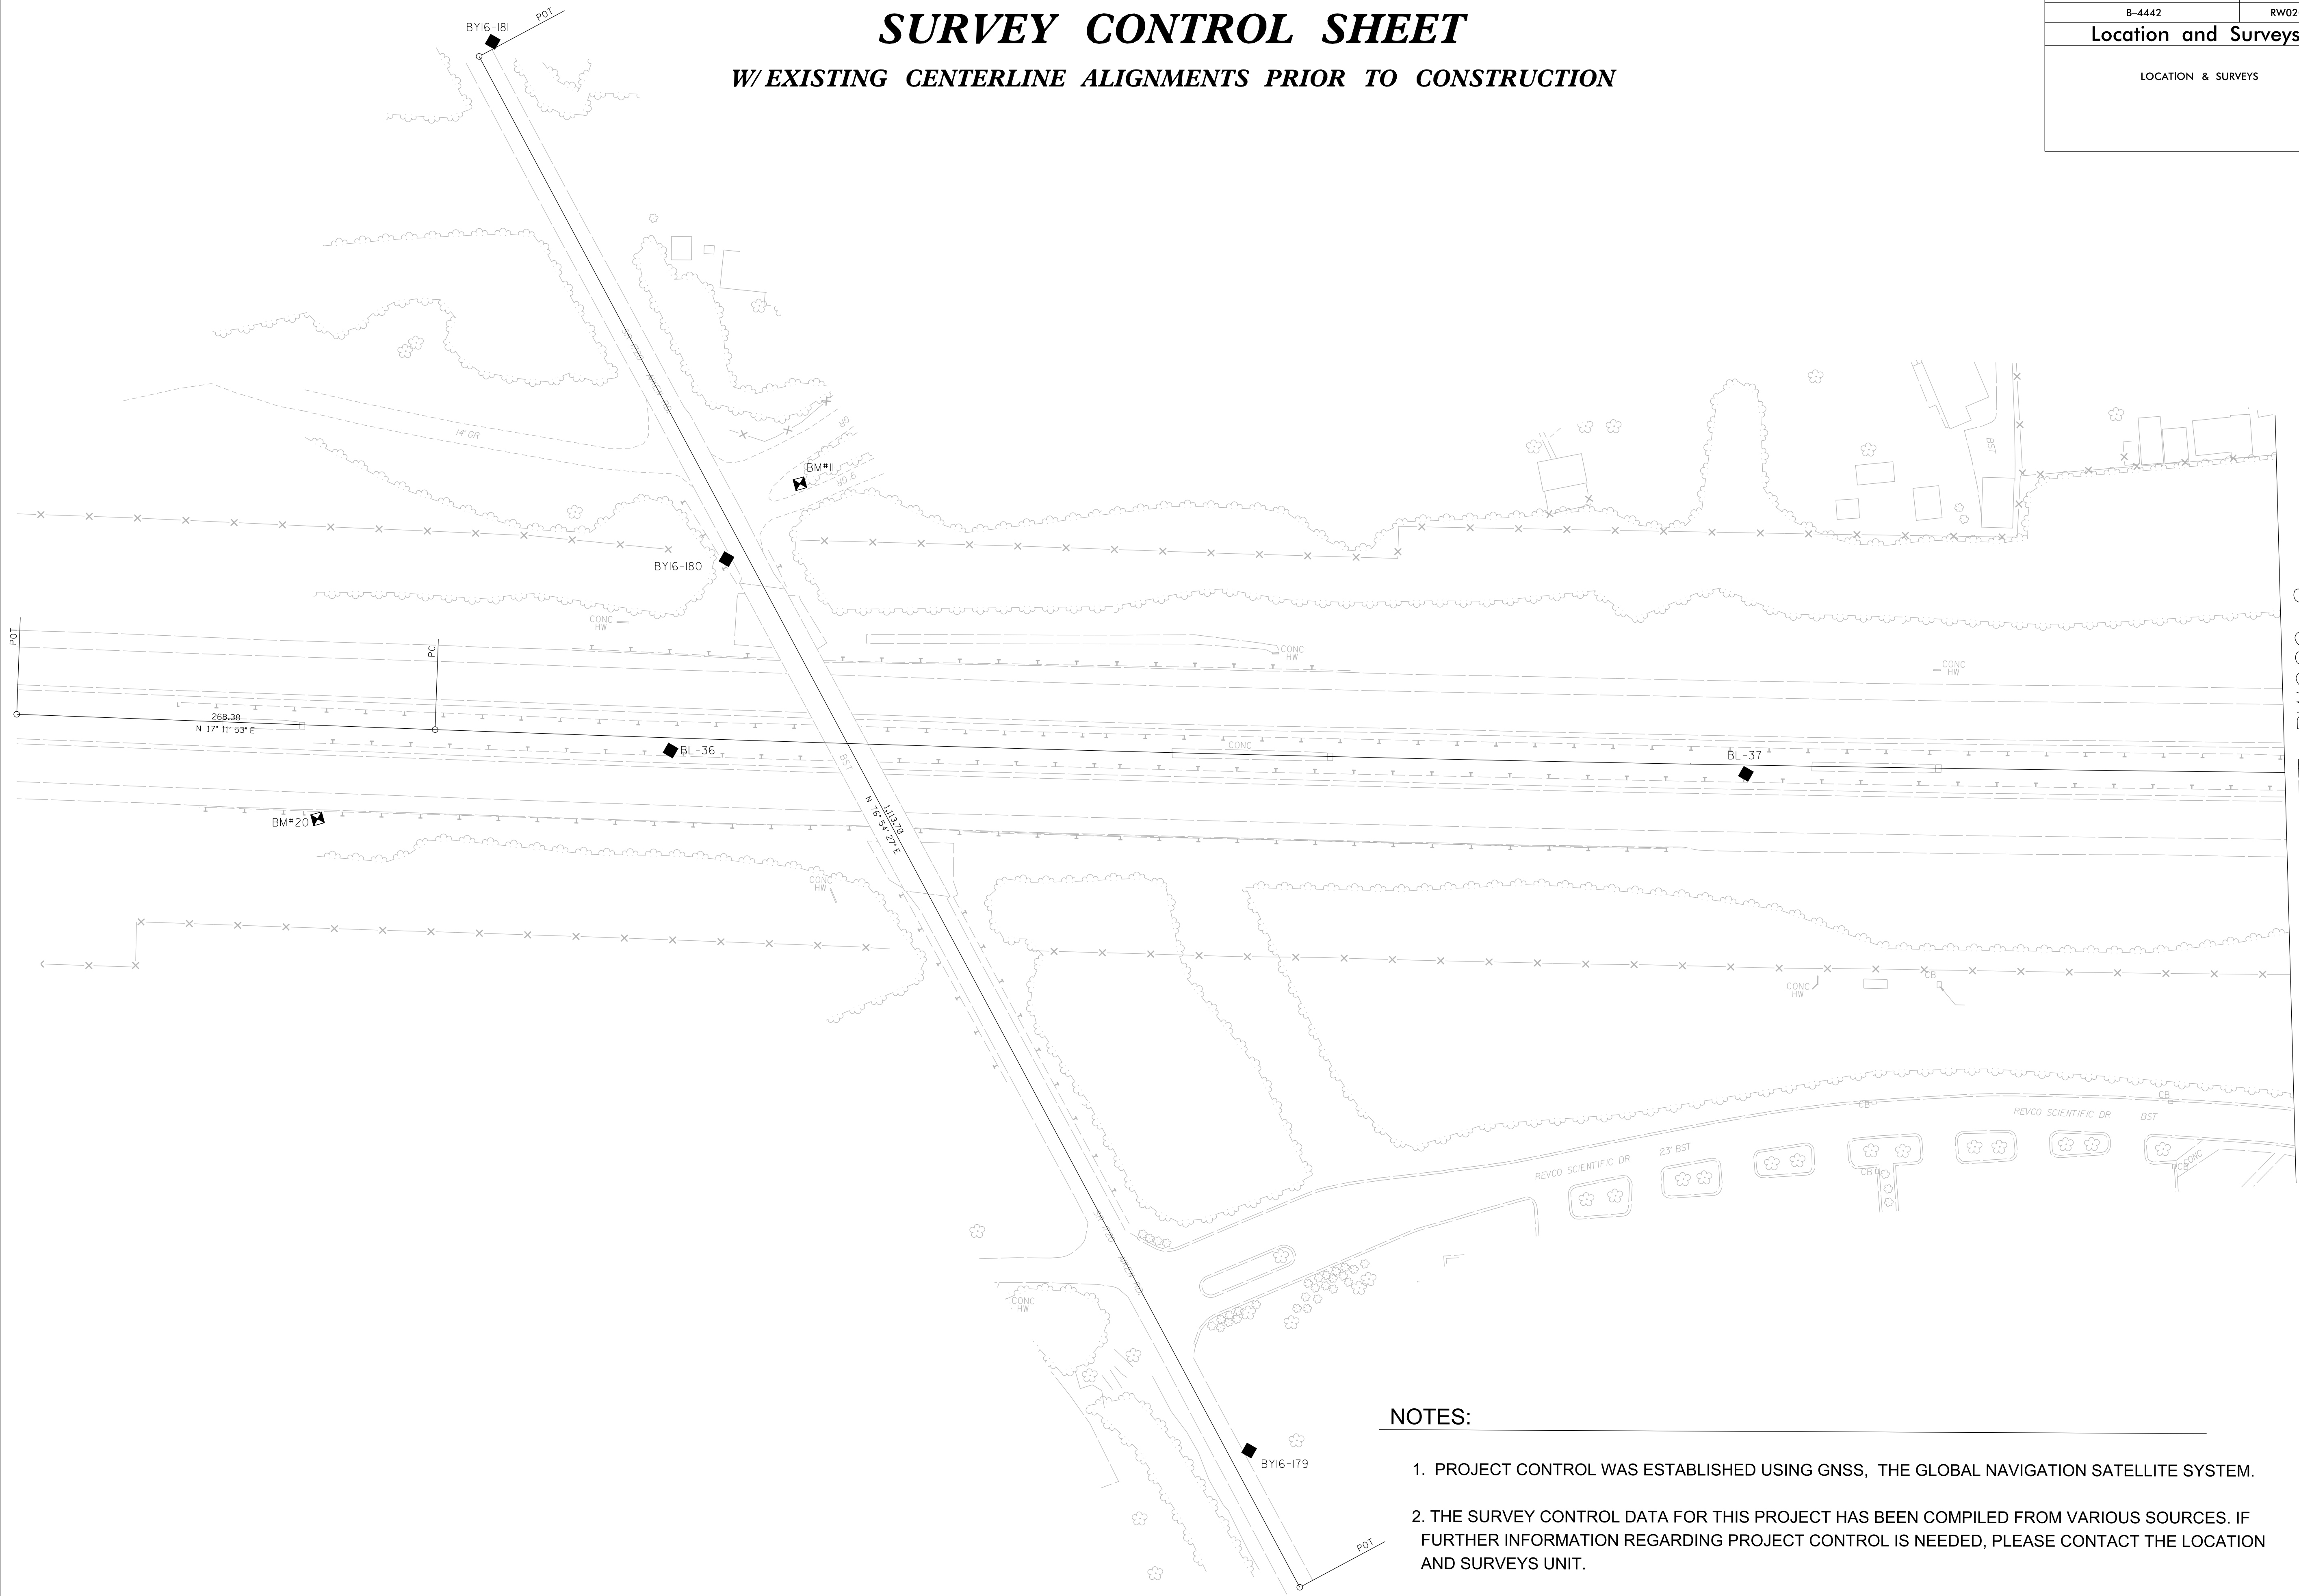 SURVEY CONTROL SHEET
W/ EXISTING CENTERLINE ALIGNMENTS PRIOR TO CONSTRUCTION
B–4442
RW02
Location and Surveys
LOCATION & SURVEYS
BY16-181
POT
14' GR
GR
BM#11
9' GR
BST
BY16-180
CONC
HW
POT
PC
CONC
HW
CONC
HW
268.38
N 17° 11' 53" E
BL-36
CONC
BL-37
BST
BM#20
1,113.70
N 76° 54' 27" E
CONC
HW
CONC
HW
CB
CB
CB
REVCO SCIENTIFIC DR
BST
23' BST
REVCO SCIENTIFIC DR
CB
CB
CONC
CONC
HW
BY16-179
POT
NOTES:
1. PROJECT CONTROL WAS ESTABLISHED USING GNSS, THE GLOBAL NAVIGATION SATELLITE SYSTEM.
2. THE SURVEY CONTROL DATA FOR THIS PROJECT HAS BEEN COMPILED FROM VARIOUS SOURCES. IF
FURTHER INFORMATION REGARDING PROJECT CONTROL IS NEEDED, PLEASE CONTACT THE LOCATION
AND SURVEYS UNIT.